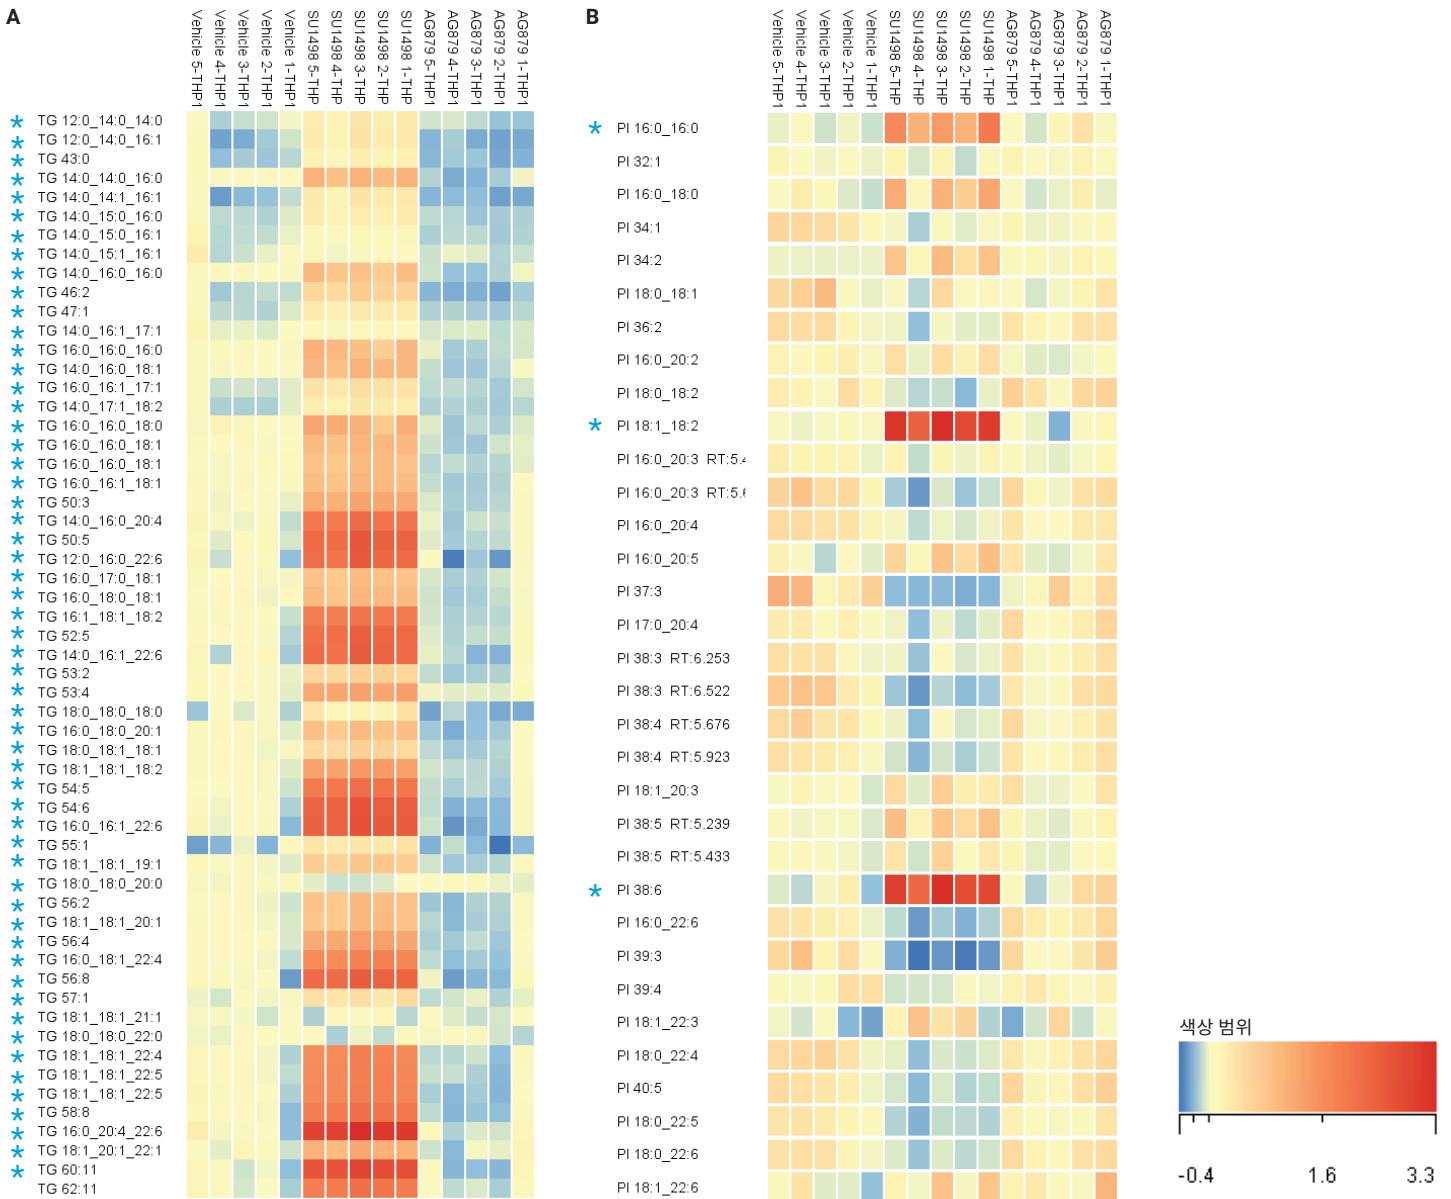 A
Vehicle 5-THP1
Vehicle 4-THP1
Vehicle 3-THP1
Vehicle 2-THP1
Vehicle 1-THP1
SU1498 5-THP
SU1498 4-THP
SU1498 3-THP
SU1498 2-THP
SU1498 1-THP
AG879 5-THP1
AG879 4-THP1
AG879 3-THP1
AG879 2-THP1
AG879 1-THP1
* TG 12:0_14:0_14:0
* TG 12:0_14:0_16:1
* TG 43:0
* TG 14:0_14:0_16:0
* TG 14:0_14:1_16:1
* TG 14:0_15:0_16:0
* TG 14:0_15:0_16:1
* TG 14:0_15:1_16:1
* TG 14:0_16:0_16:0
* TG 46:2
* TG 47:1
* TG 14:0_16:1_17:1
* TG 16:0_16:0_16:0
* TG 14:0_16:0_18:1
* TG 16:0_16:1_17:1
* TG 14:0_17:1_18:2
* TG 16:0_16:0_18:0
* TG 16:0_16:0_18:1
* TG 16:0_16:0_18:1
* TG 16:0_16:1_18:1
* TG 50:3
* TG 14:0_16:0_20:4
* TG 50:5
* TG 12:0_16:0_22:6
* TG 16:0_17:0_18:1
* TG 16:0_18:0_18:1
* TG 16:1_18:1_18:2
* TG 52:5
* TG 14:0_16:1_22:6
* TG 53:2
* TG 53:4
* TG 18:0_18:0_18:0
* TG 16:0_18:0_20:1
* TG 18:0_18:1_18:1
* TG 18:1_18:1_18:2
* TG 54:5
* TG 54:6
* TG 16:0_16:1_22:6
* TG 55:1
* TG 18:1_18:1_19:1
* TG 18:0_18:0_20:0
* TG 56:2
* TG 18:1_18:1_20:1
* TG 56:4
* TG 16:0_18:1_22:4
* TG 56:8
* TG 57:1
* TG 18:1_18:1_21:1
* TG 18:0_18:0_22:0
* TG 18:1_18:1_22:4
* TG 18:1_18:1_22:5
* TG 18:1_18:1_22:5
* TG 58:8
* TG 16:0_20:4_22:6
* TG 18:1_20:1_22:1
* TG 60:11
TG 62:11
B
Vehicle 5-THP1
Vehicle 4-THP1
Vehicle 3-THP1
Vehicle 2-THP1
Vehicle 1-THP1
SU1498 5-THP
SU1498 4-THP
SU1498 3-THP
SU1498 2-THP
SU1498 1-THP
AG879 5-THP1
AG879 4-THP1
AG879 3-THP1
AG879 2-THP1
AG879 1-THP1
* PI 16:0_16:0
PI 32:1
PI 16:0_18:0
PI 34:1
PI 34:2
PI 18:0_18:1
PI 36:2
PI 16:0_20:2
PI 18:0_18:2
* PI 18:1_18:2
PI 16:0_20:3 RT:5.
PI 16:0_20:3 RT:5.
PI 16:0_20:4
PI 16:0_20:5
PI 37:3
PI 17:0_20:4
PI 38:3 RT:6.253
PI 38:3 RT:6.522
PI 38:4 RT:5.676
PI 38:4 RT:5.923
PI 18:1_20:3
PI 38:5 RT:5.239
PI 38:5 RT:5.433
* PI 38:6
PI 16:0_22:6
PI 39:3
PI 39:4
PI 18:1_22:3
PI 18:0_22:4
PI 40:5
PI 18:0_22:5
PI 18:0_22:6
PI 18:1_22:6
색상 범위
-0.4 1.6 3.3